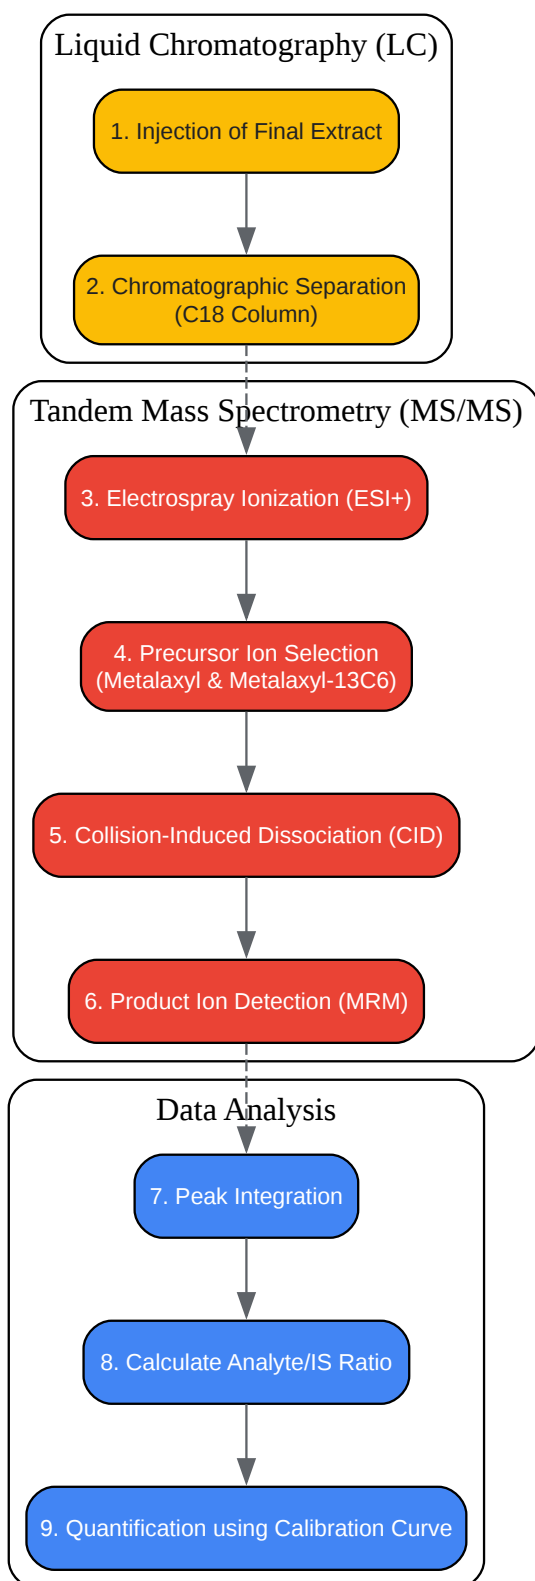 Liquid Chromatography (LC)
1. Injection of Final Extract
2. Chromatographic Separation
(C18 Column)
Tandem Mass Spectrometry (MS/MS)
3. Electrospray Ionization (ESI+)
4. Precursor Ion Selection
(Metalaxyl & Metalaxyl-13C6)
5. Collision-Induced Dissociation (CID)
6. Product Ion Detection (MRM)
Data Analysis
7. Peak Integration
8. Calculate Analyte/IS Ratio
9. Quantification using Calibration Curve